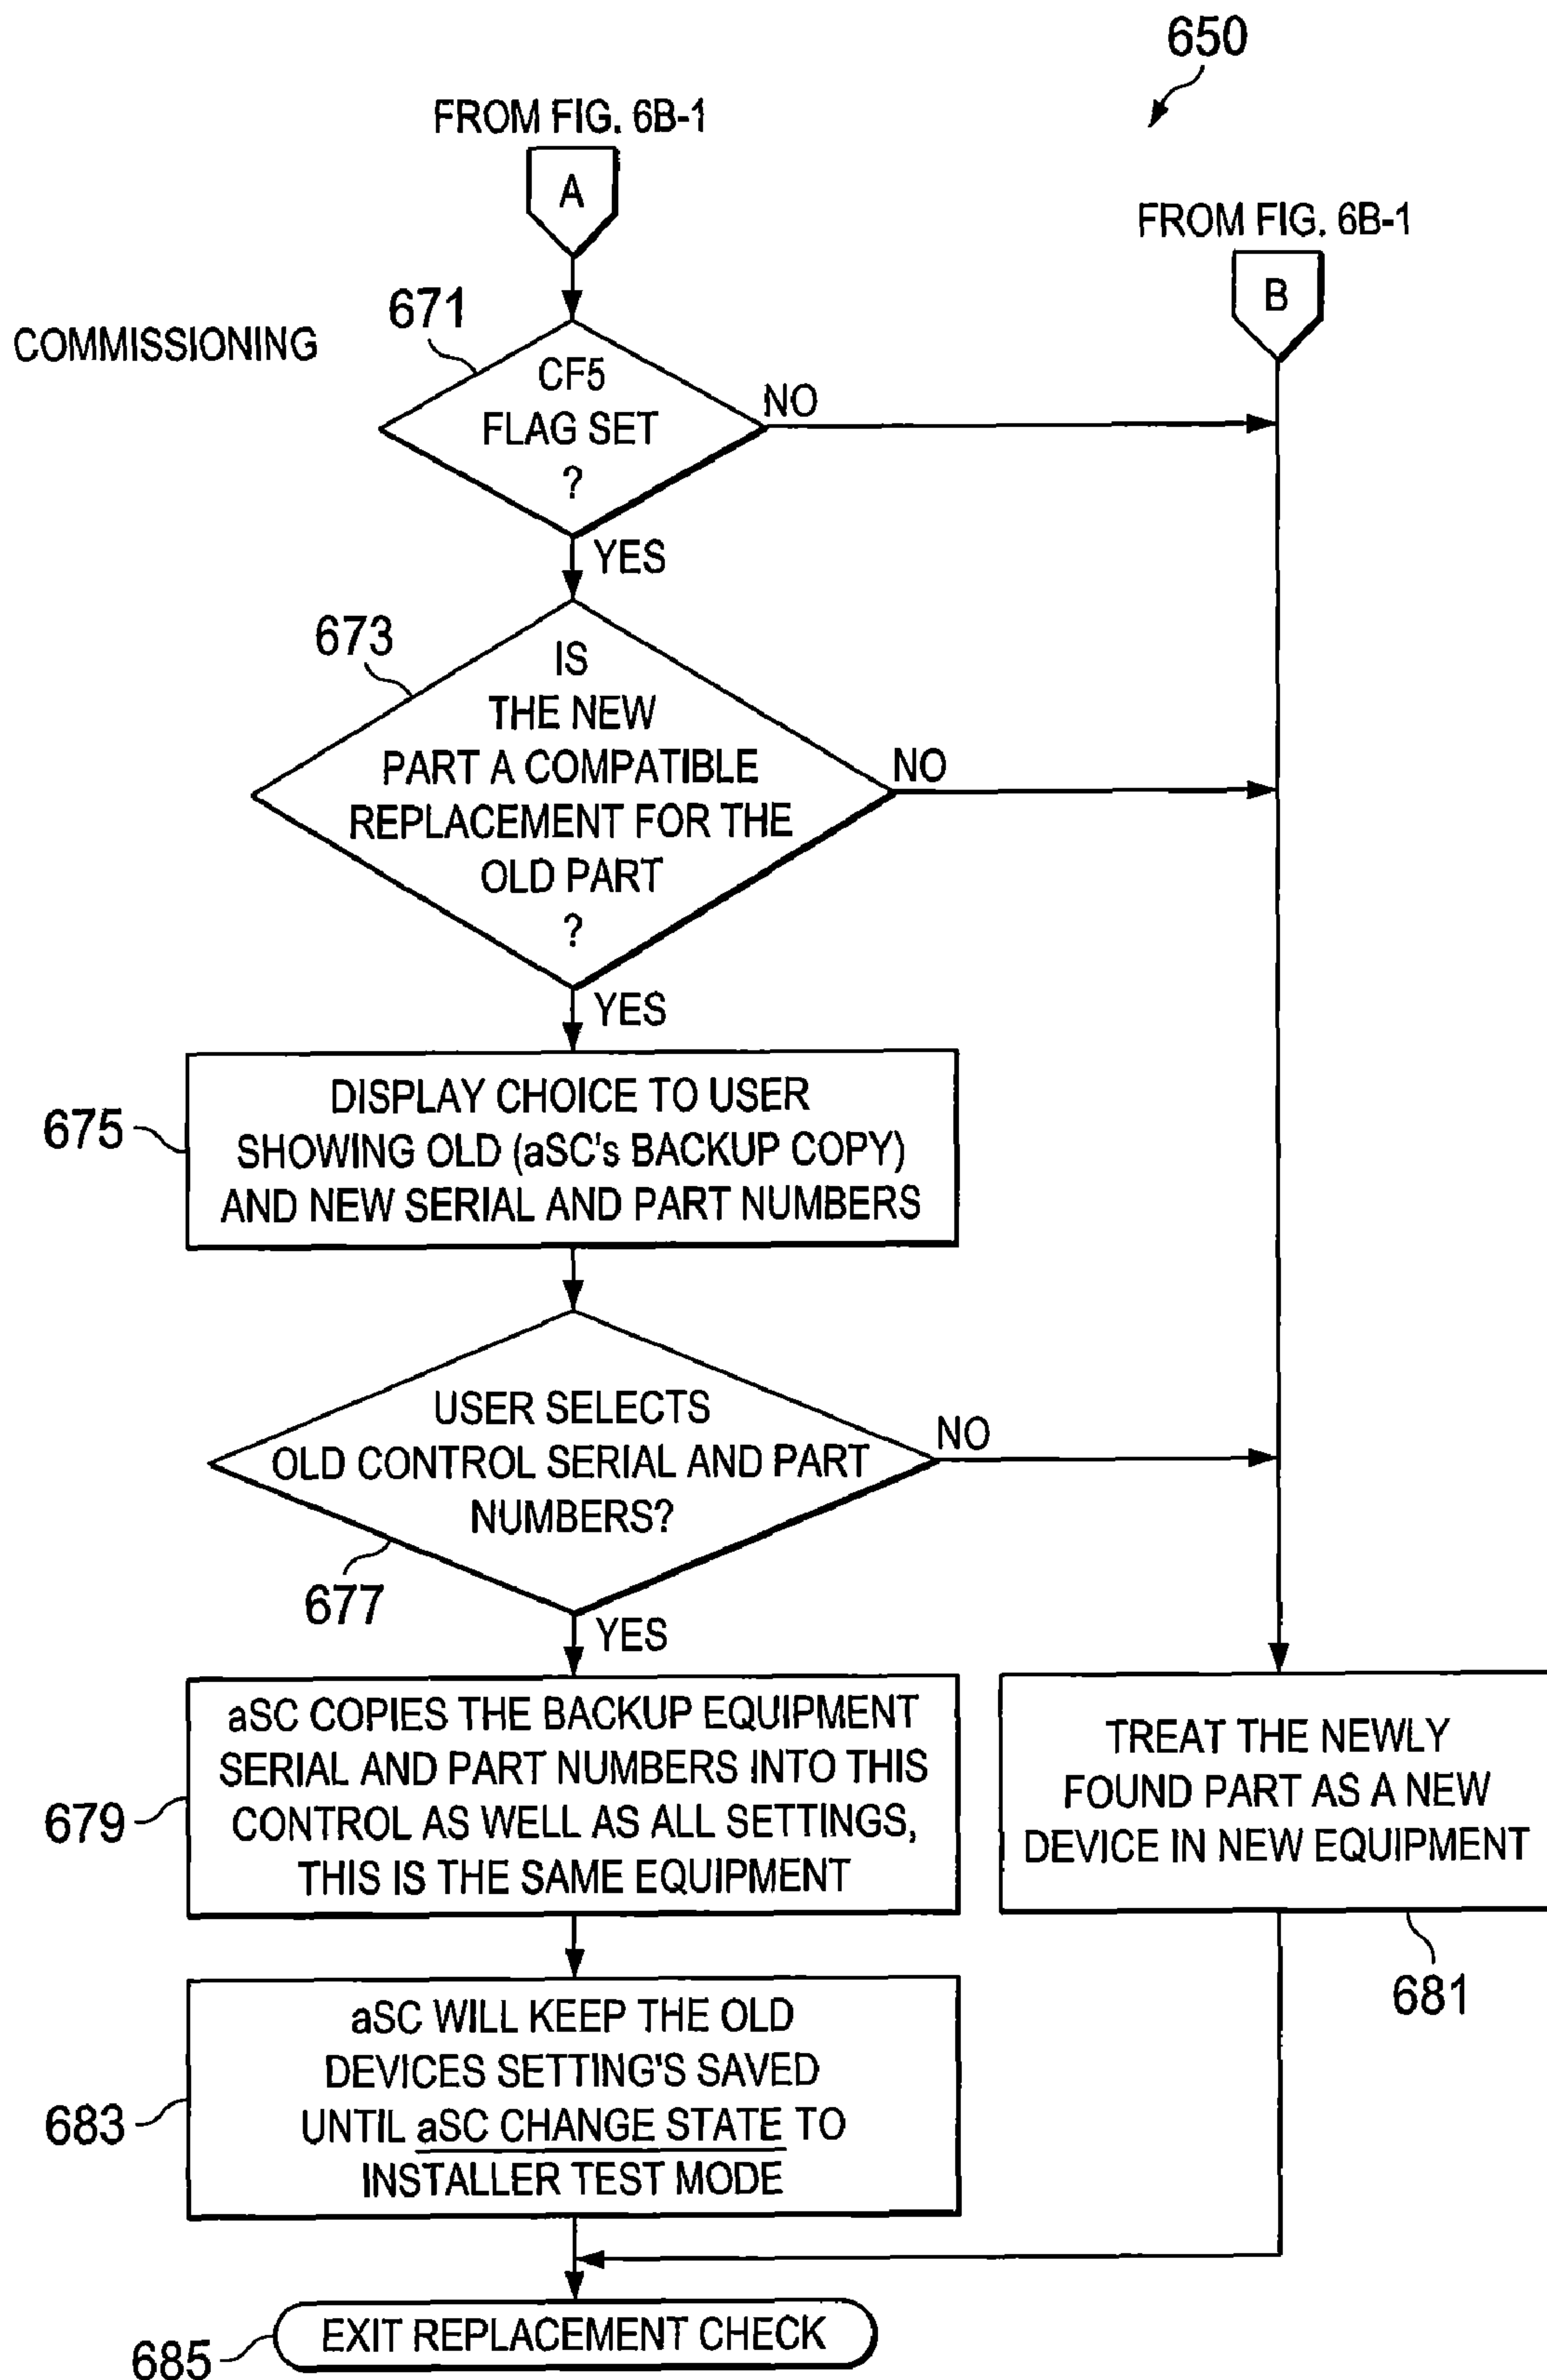 650
FROM FIG. 6B-1
A
FROM FIG. 6B-1
B
COMMISSIONING
671
CF5
FLAG SET
?
NO
YES
673
IS
THE NEW
PART A COMPATIBLE
REPLACEMENT FOR THE
OLD PART
?
NO
YES
675
DISPLAY CHOICE TO USER
SHOWING OLD (aSC's BACKUP COPY)
AND NEW SERIAL AND PART NUMBERS
USER SELECTS
OLD CONTROL SERIAL AND PART
NUMBERS?
NO
677
YES
679
aSC COPIES THE BACKUP EQUIPMENT
SERIAL AND PART NUMBERS INTO THIS
CONTROL AS WELL AS ALL SETTINGS,
THIS IS THE SAME EQUIPMENT
TREAT THE NEWLY
FOUND PART AS A NEW
DEVICE IN NEW EQUIPMENT
681
683
aSC WILL KEEP THE OLD
DEVICES SETTING'S SAVED
UNTIL aSC CHANGE STATE TO
INSTALLER TEST MODE
685
EXIT REPLACEMENT CHECK